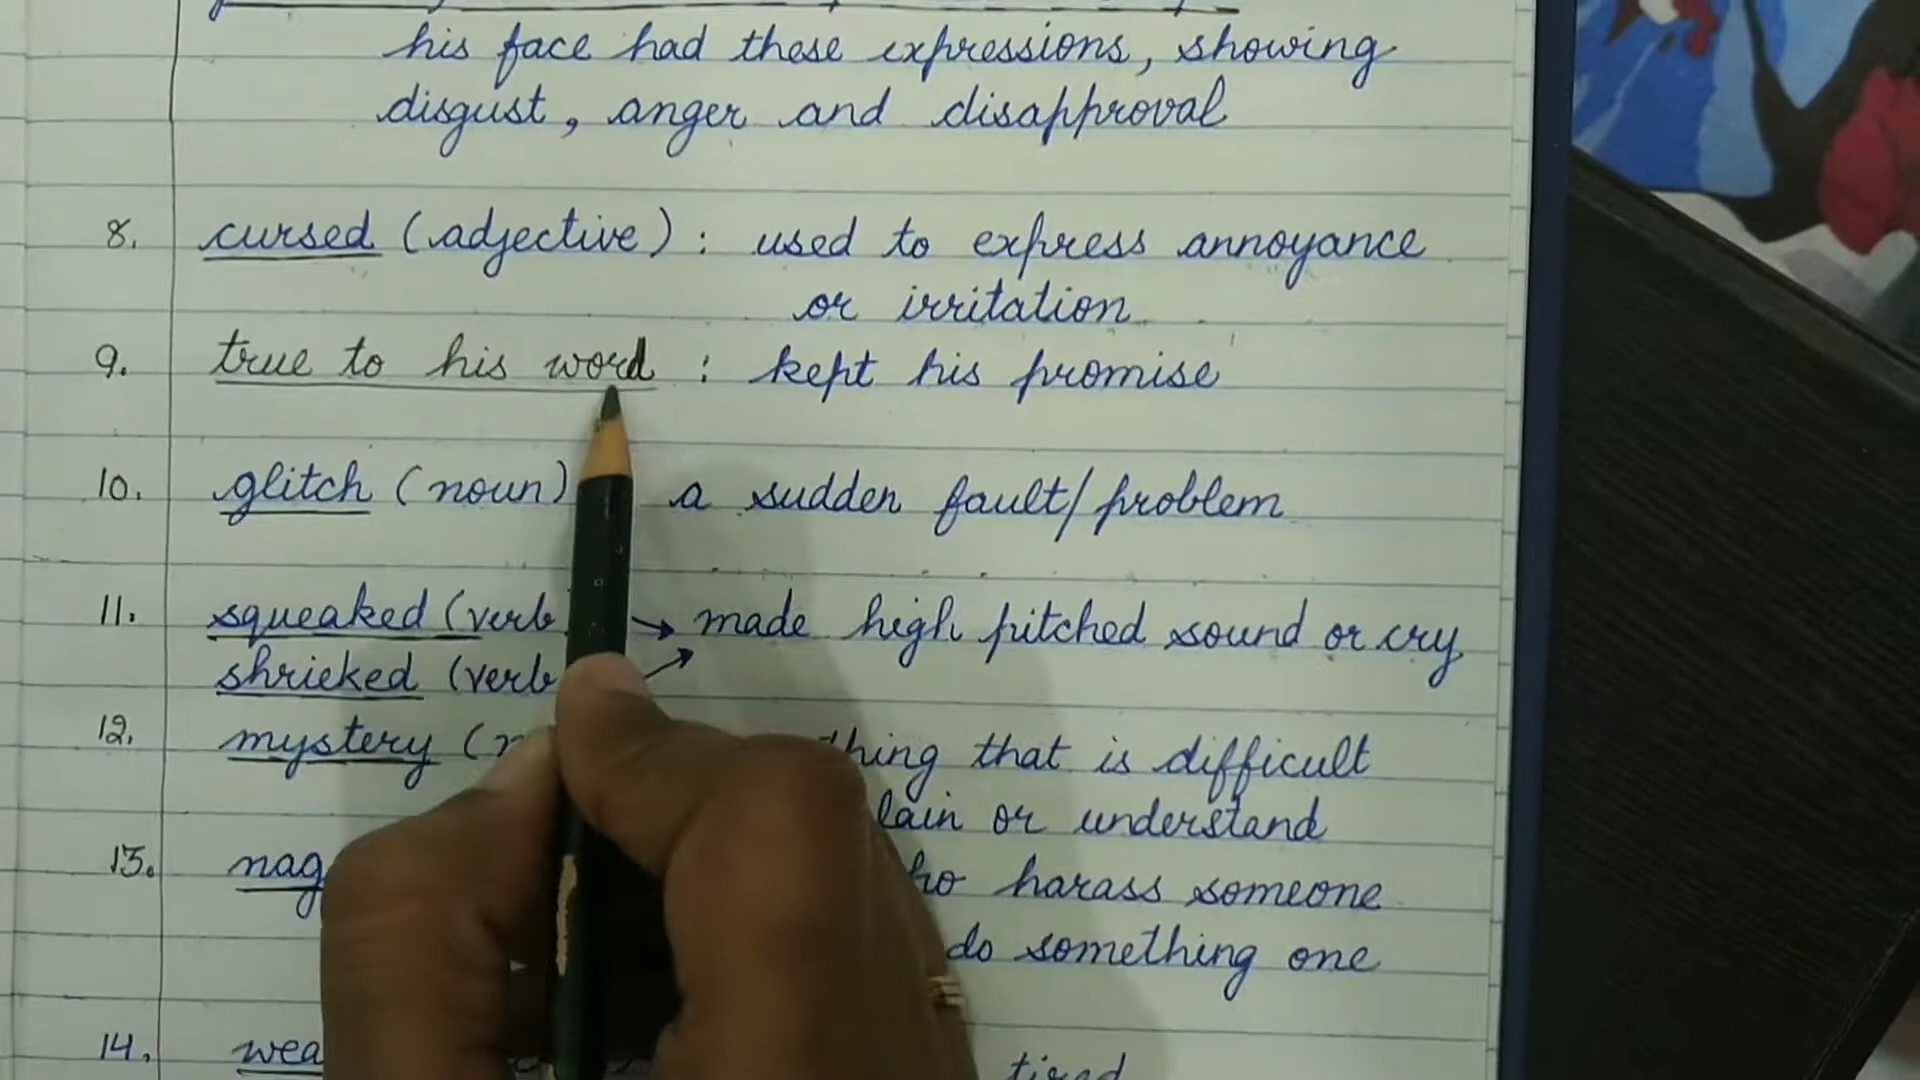 his face had these expressions, showing
disgust, anger and disapproval
8. cursed (adjective) : used to express annoyance
or irritation
9. true to his word : kept his promise
10. glitch (noun) a sudden fault/problem
11. squeaked (verb → made high pitched sound or cry
shrieked (verb
12. mystery (n thing that is difficult
lain or understand
13. nag ho harass someone
do something one
14. wea tired